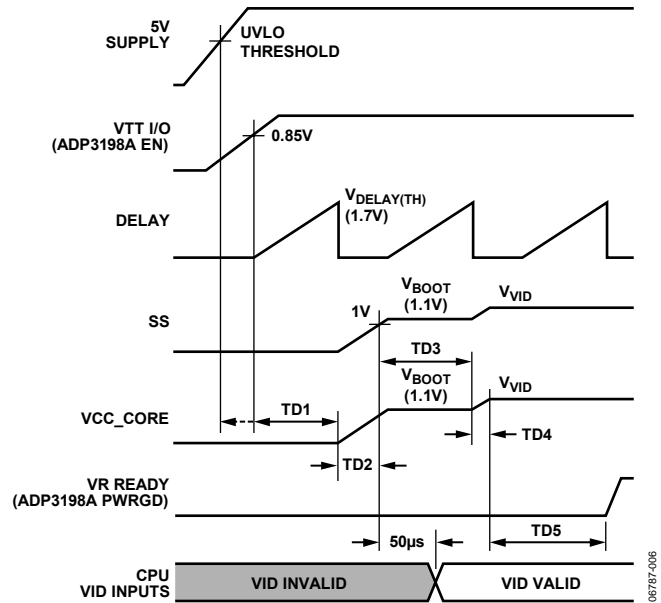 5V
SUPPLY
UVLO
THRESHOLD
VTT I/O
(ADP3198A EN)
0.85V
DELAY
VDELAY(TH)
(1.7V)
SS
1V
VBOOT
(1.1V)
VVID
TD3
VCC_CORE
TD1
VBOOT
(1.1V)
VVID
TD4
TD2
VR READY
(ADP3198A PWRGD)
50µs
TD5
CPU
VID INPUTS
VID INVALID
VID VALID
06787-006